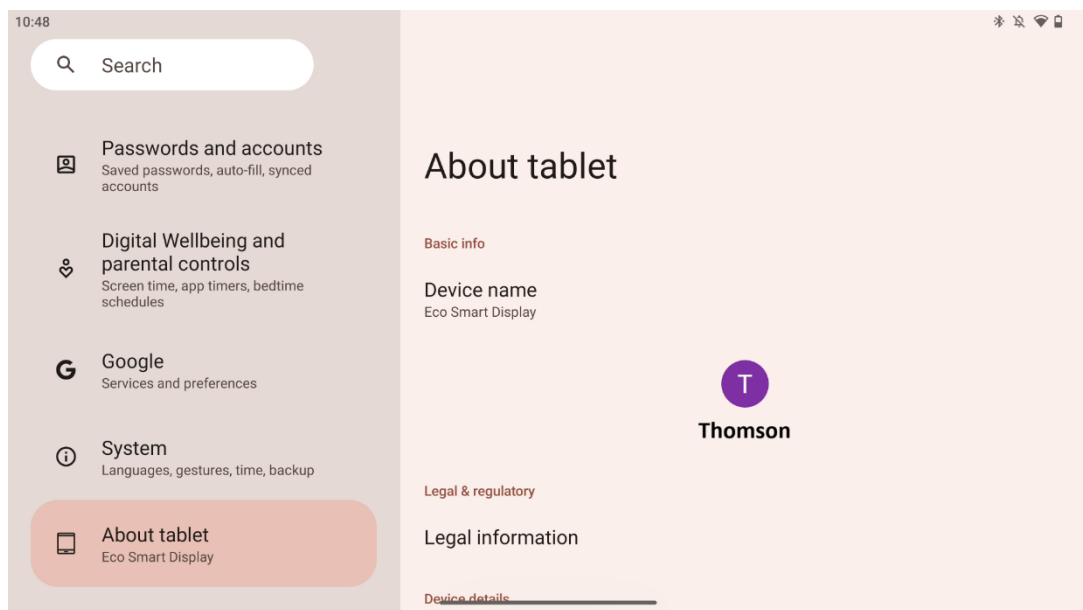 10:48
Search
Passwords and accounts
Saved passwords, auto-fill, synced
accounts
Digital Wellbeing and
parental controls
Screen time, app timers, bedtime
schedules
Google
Services and preferences
System
Languages, gestures, time, backup
About tablet
Eco Smart Display
About tablet
Basic info
Device name
Eco Smart Display
T
Thomson
Legal & regulatory
Legal information
Device details